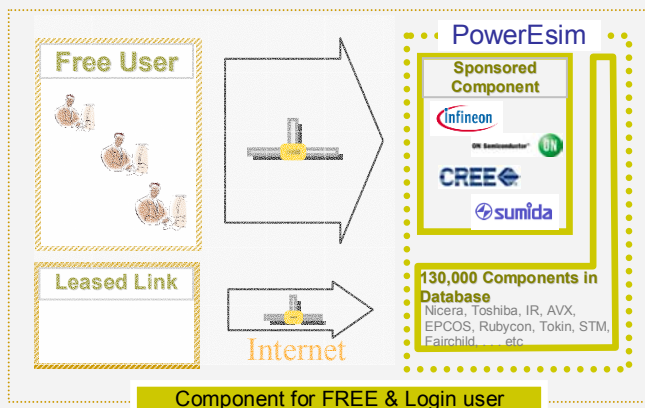 PowerEsim
Free User
Sponsored
Component
infineon
ON Semiconductor
ON
CREE
sumida
Leased Link
130,000 Components in
Database
Nicera, Toshiba, IR, AVX,
EPCOS, Rubycon, Tokin, STM,
Fairchild, . . . etc
Internet
Component for FREE & Login user